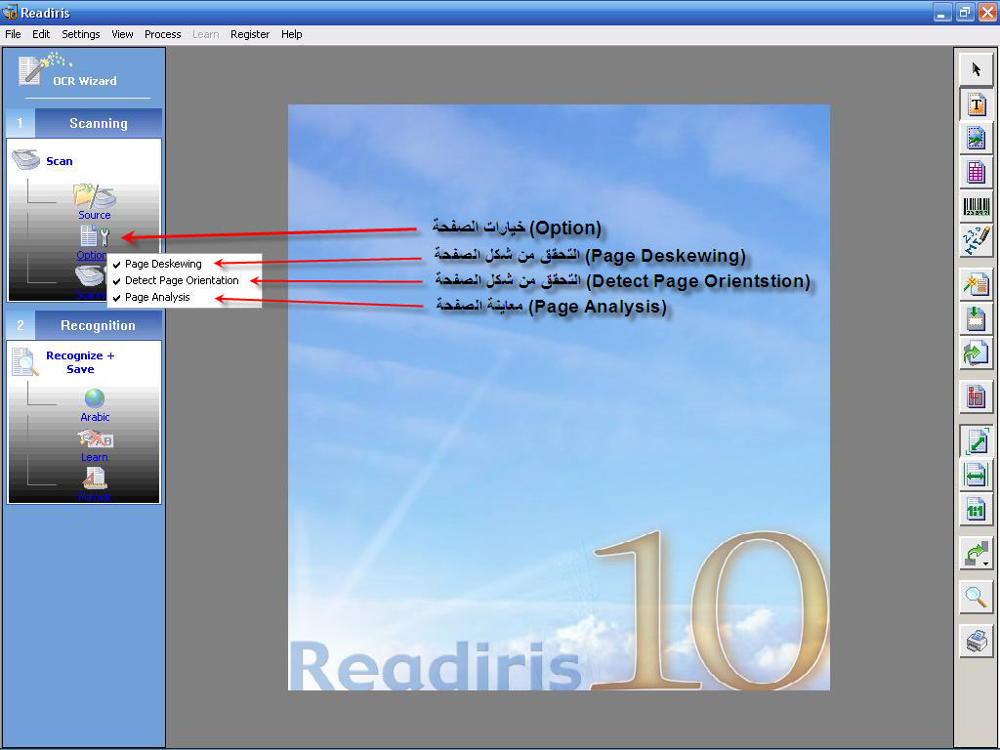 Readiris
File Edit Settings View Process Learn Register Help
OCR Wizard
1 Scanning
Scan
Source
Option
Page Deskewing
Detect Page Orientation
Page Analysis
2 Recognition
Recognize +
Save
Arabic
Learn
Format
خيارات الصفحة (Option)
التحقق من شكل الصفحة (Page Deskewing)
التحقق من شكل الصفحة (Detect Page Orientstion)
معاينة الصفحة (Page Analysis)
Readiris 10
T
1:1